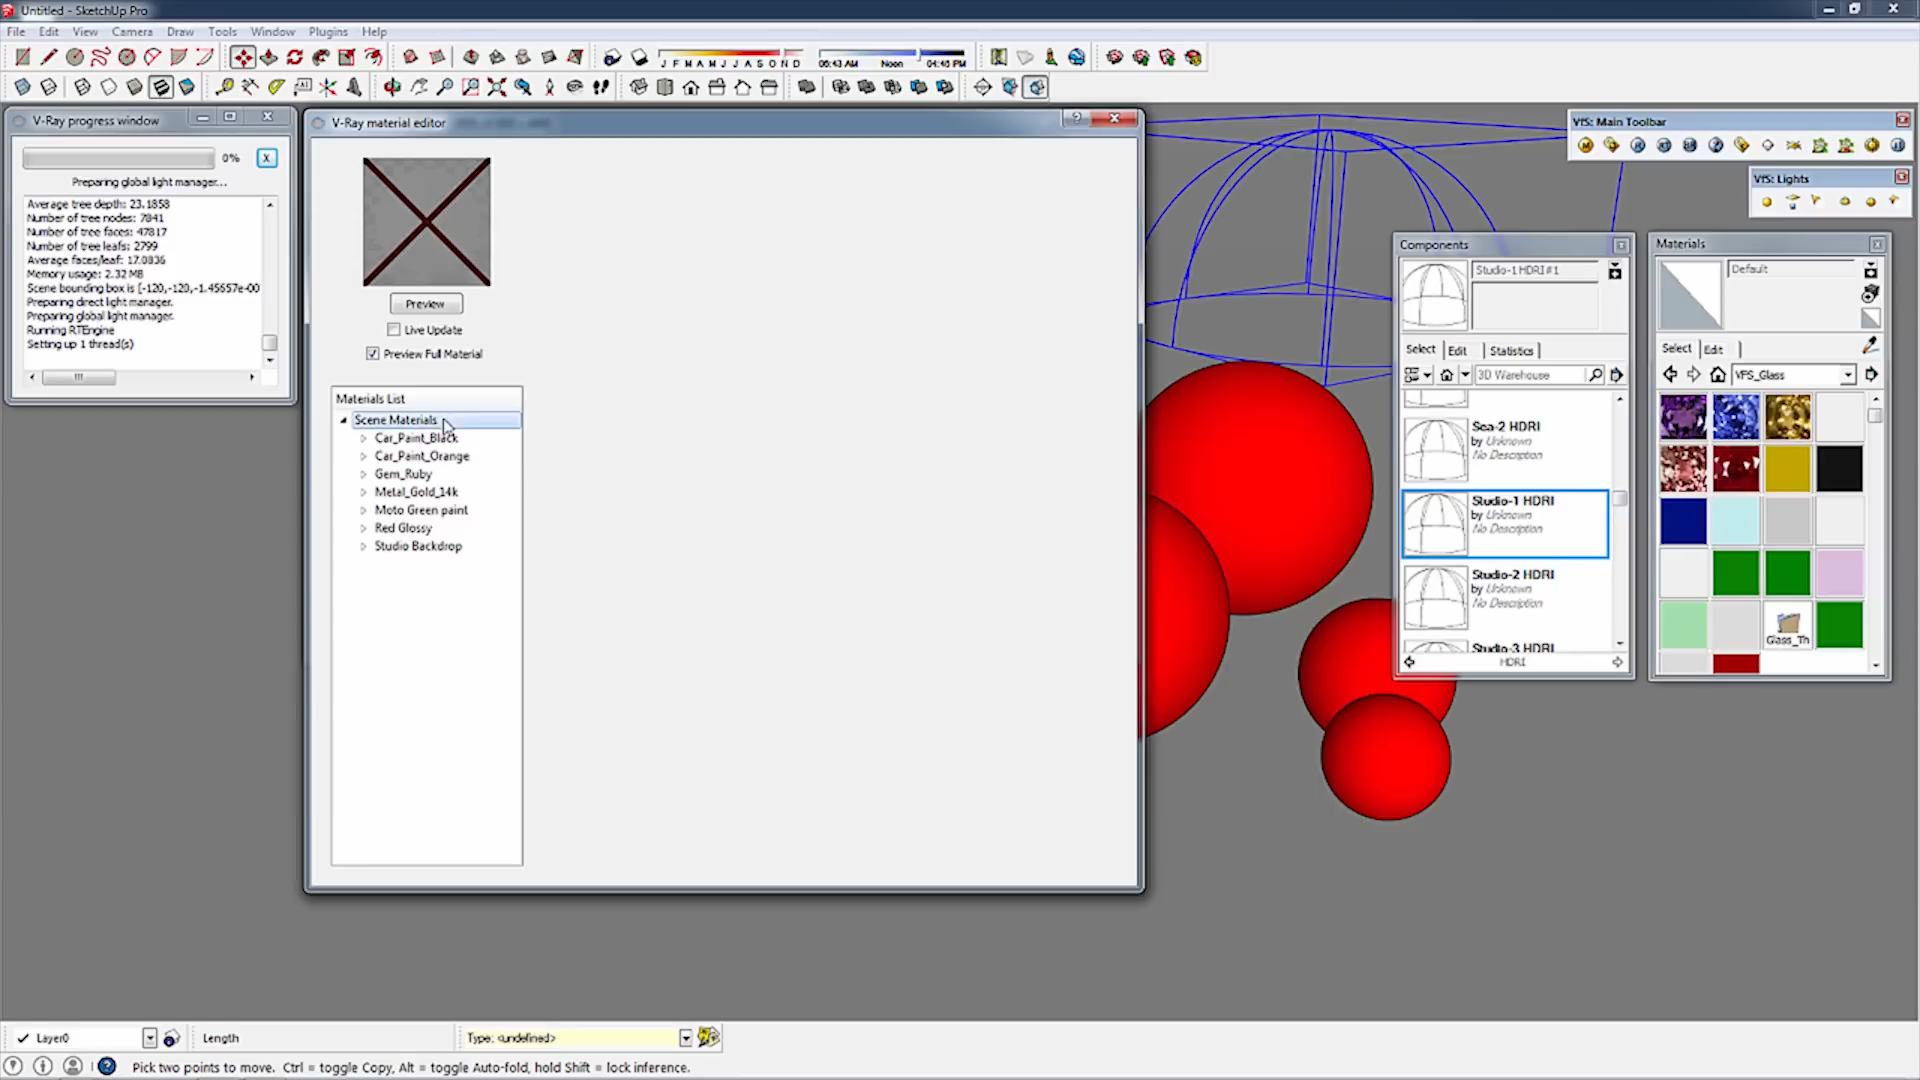 Untitled - SketchUp Pro
File Edit View Camera Draw Tools Window Plugins Help
J F M A M J J A S O N D
06:43 AM Noon 04:46 PM
V-Ray progress window
0%
X
Preparing global light manager...
Average tree depth: 23.1858
Number of tree nodes: 7841
Number of tree faces: 47817
Number of tree leafs: 2799
Average faces/leaf: 17.0836
Memory usage: 2.32 MB
Scene bounding box is [-120,-120,-1.45657e-00
Preparing direct light manager.
Preparing global light manager.
Running RTEngine
Setting up 1 thread(s)
V-Ray material editor
Preview
Live Update
Preview Full Material
Materials List
Scene Materials
Car_Paint_Black
Car_Paint_Orange
Gem_Ruby
Metal_Gold_14k
Moto Green paint
Red Glossy
Studio Backdrop
VfS: Main Toolbar
VfS: Lights
Components
Studio-1 HDRI#1
Select Edit Statistics
3D Warehouse
Sea-2 HDRI
by Unknown
No Description
Studio-1 HDRI
by Unknown
No Description
Studio-2 HDRI
by Unknown
No Description
Studio-3 HDRI
HDRI
Materials
Default
Select Edit
VFS_Glass
Glass_Th
Layer0
Length
Type: <undefined>
Pick two points to move. Ctrl = toggle Copy, Alt = toggle Auto-fold, hold Shift = lock inference.